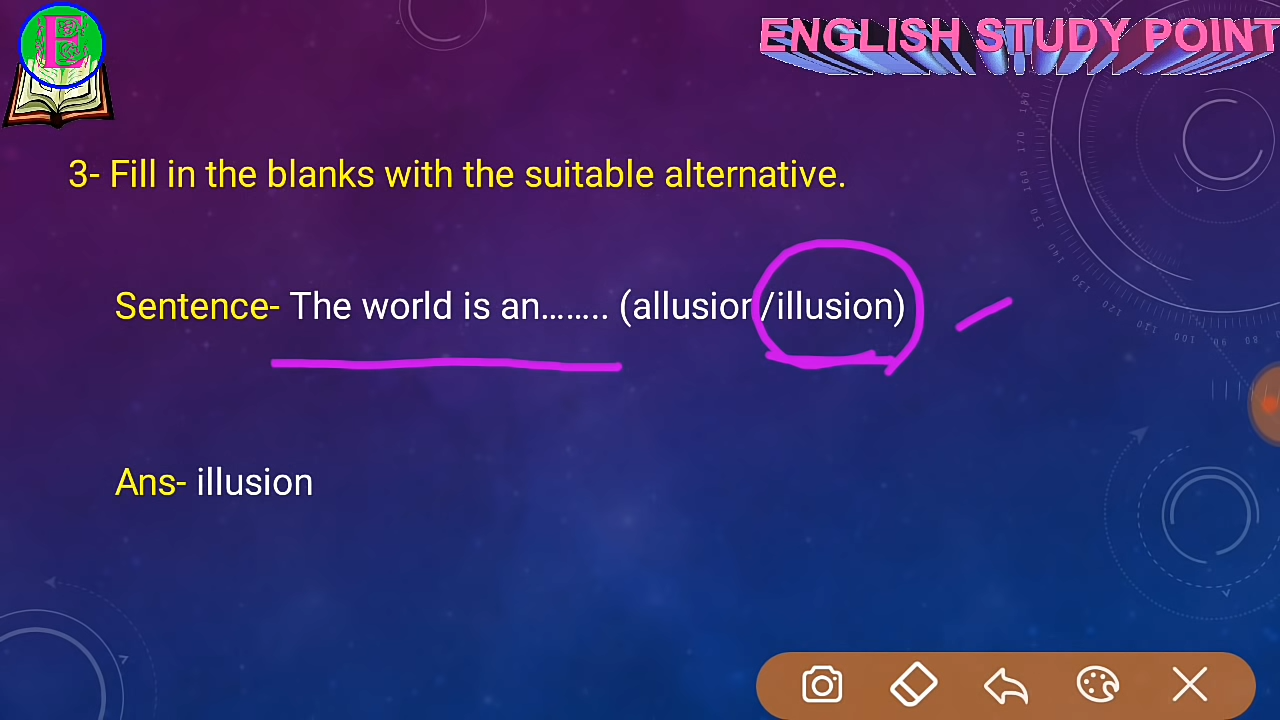 E
ENGLISH STUDY POINT
3- Fill in the blanks with the suitable alternative.
Sentence- The world is an…….. (allusion/illusion)
Ans- illusion